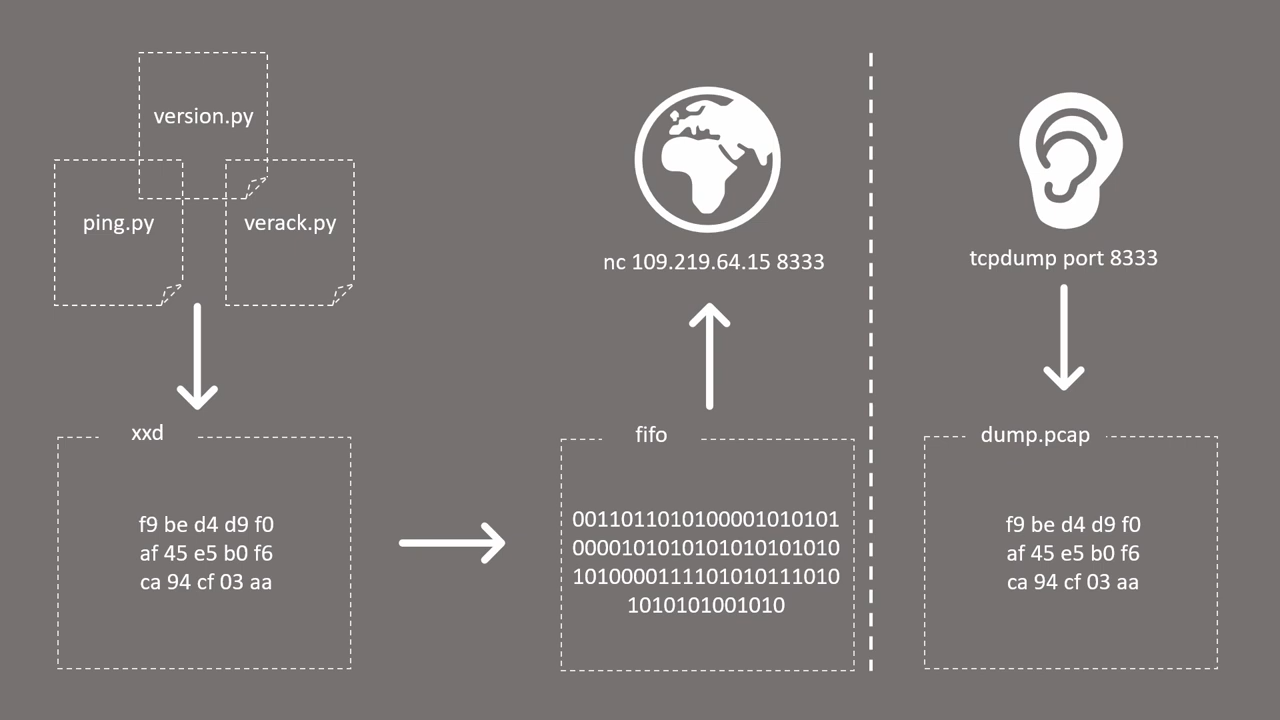 version.py
ping.py
verack.py
xxd
f9 be d4 d9 f0
af 45 e5 b0 f6
ca 94 cf 03 aa
nc 109.219.64.15 8333
fifo
0011011010100001010101
0000101010101010101010
1010000111101010111010
1010101001010
tcpdump port 8333
dump.pcap
f9 be d4 d9 f0
af 45 e5 b0 f6
ca 94 cf 03 aa